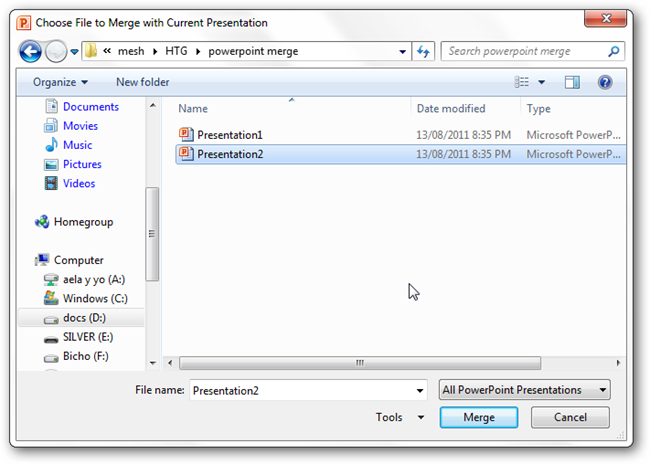 Choose File to Merge with Current Presentation
« mesh HTG powerpoint merge
Search powerpoint merge
Organize New folder
Name Date modified Type
Documents
Movies
Music
Pictures
Videos
Homegroup
Computer
aela y yo (A:)
Windows (C:)
docs (D:)
SILVER (E:)
Bicho (F:)
Presentation1 13/08/2011 8:35 PM Microsoft PowerP...
Presentation2 13/08/2011 8:35 PM Microsoft PowerP...
File name: Presentation2 All PowerPoint Presentations
Tools Merge Cancel